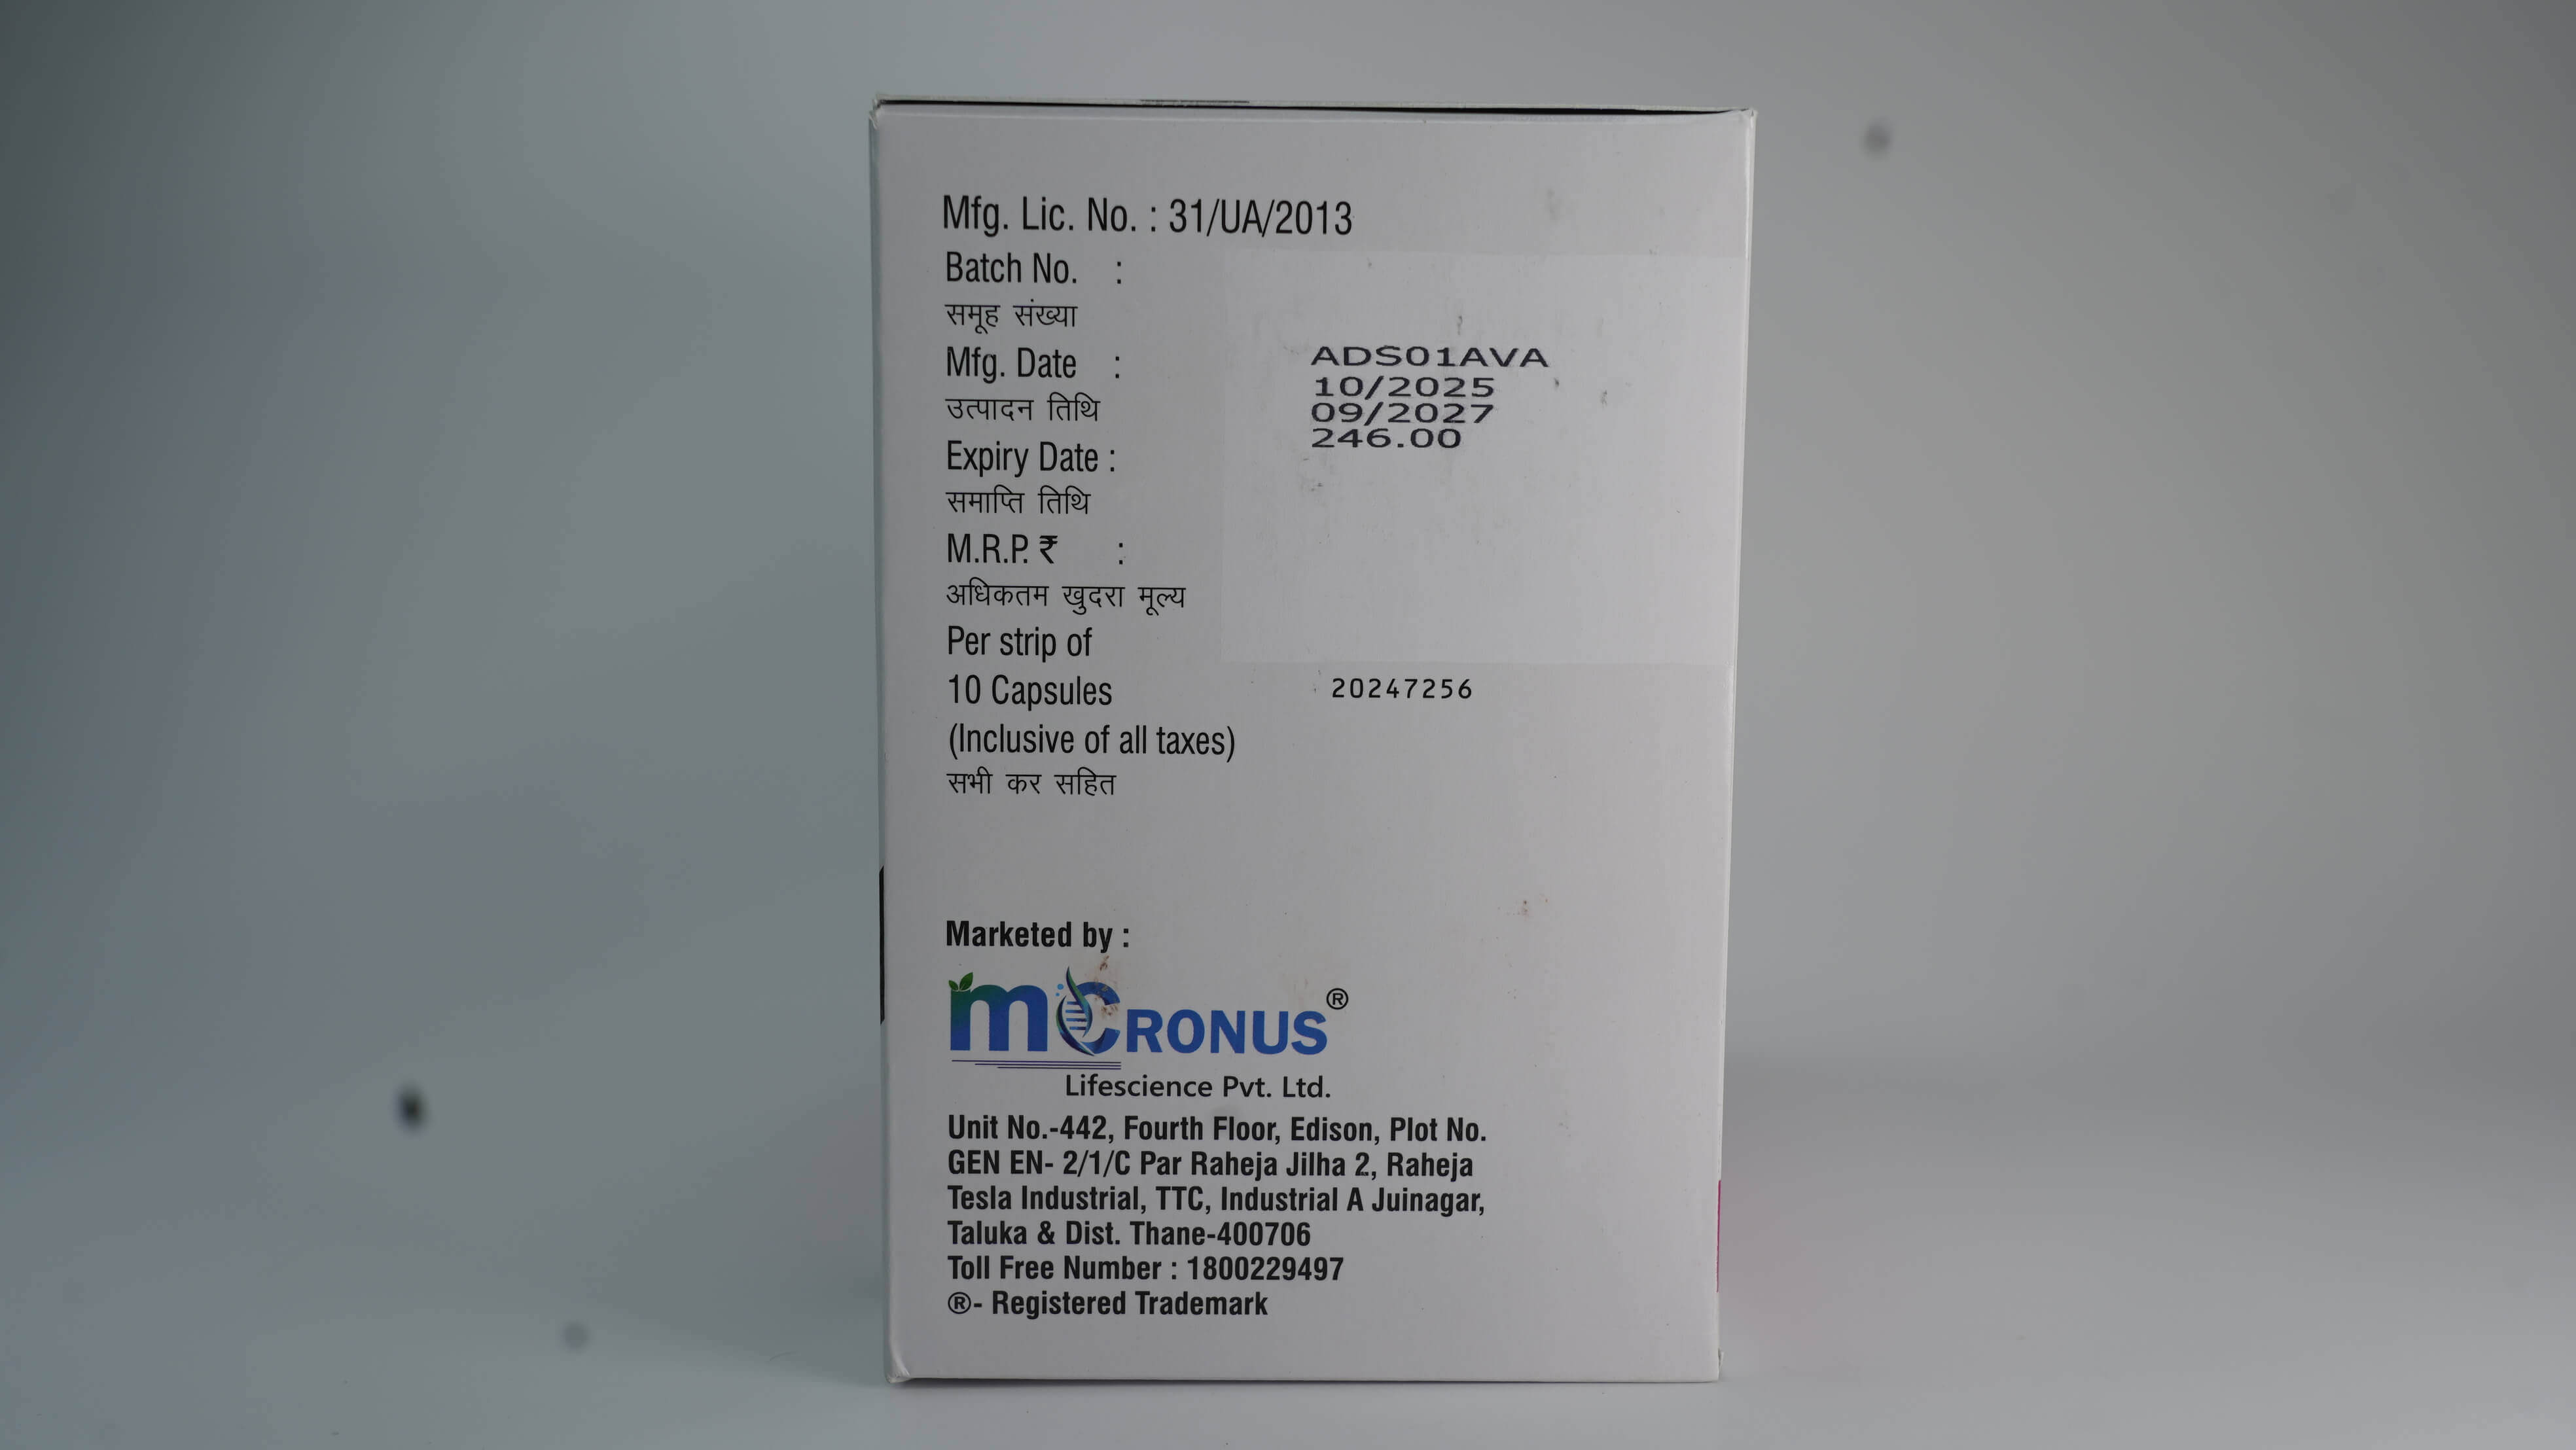 Mfg. Lic. No. : 31/UA/2013
Batch No. :
समूह संख्या
Mfg. Date :
उत्पादन तिथि
Expiry Date :
समाप्ति तिथि
M.R.P. ₹ :
अधिकतम खुदरा मूल्य
Per strip of
10 Capsules
(Inclusive of all taxes)
सभी कर सहित
ADS01AVA
10/2025
09/2027
246.00
20247256
Marketed by :
mCRONUS®
Lifescience Pvt. Ltd.
Unit No.-442, Fourth Floor, Edison, Plot No.
GEN EN- 2/1/C Par Raheja Jilha 2, Raheja
Tesla Industrial, TTC, Industrial A Juinagar,
Taluka & Dist. Thane-400706
Toll Free Number : 1800229497
®- Registered Trademark